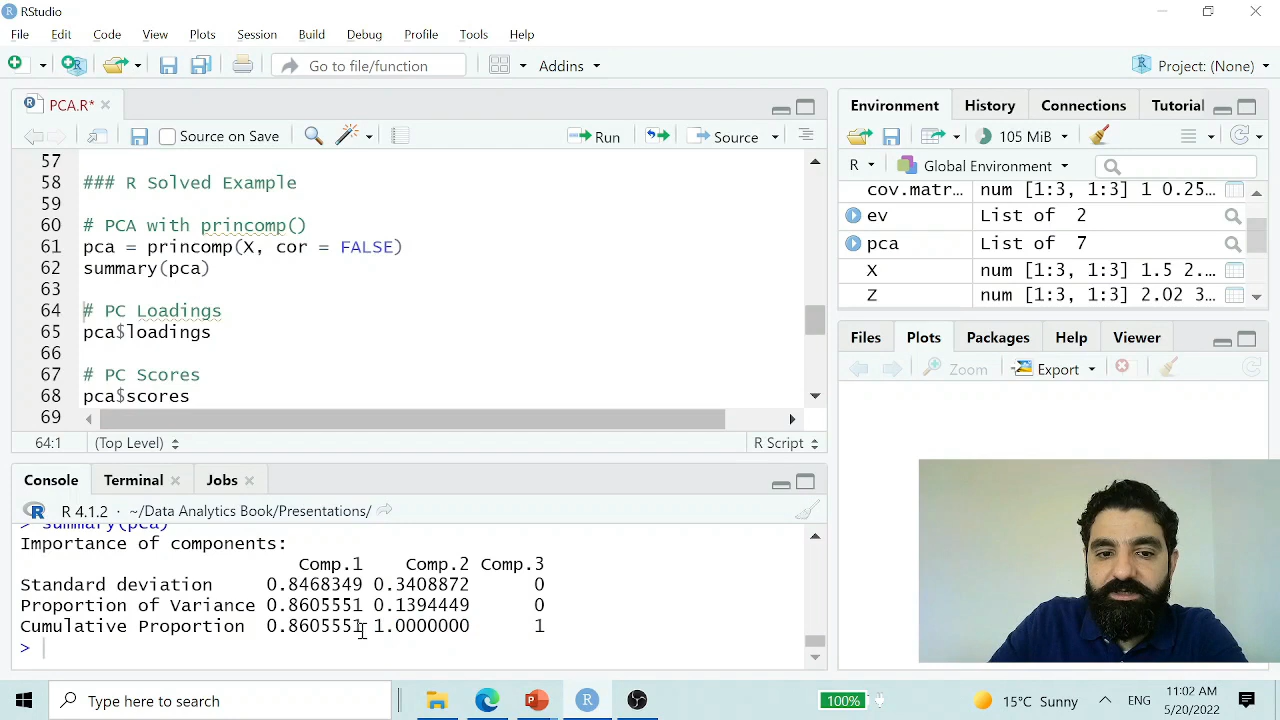 RStudio
File Edit Code View Plots Session Build Debug Profile Tools Help
Go to file/function Addins Project: (None)
PCA.R*
Source on Save Run Source
57
58 ### R Solved Example
59
60 # PCA with princomp()
61 pca = princomp(X, cor = FALSE)
62 summary(pca)
63
64 # PC Loadings
65 pca$loadings
66
67 # PC Scores
68 pca$scores
69
64:1 (Top Level) R Script
Console Terminal Jobs
R 4.1.2 · ~/Data Analytics Book/Presentations/
> summary(pca)
Importance of components:
Comp.1 Comp.2 Comp.3
Standard deviation 0.8468349 0.3408872 0
Proportion of Variance 0.8605551 0.1394449 0
Cumulative Proportion 0.8605551 1.0000000 1
>
Environment History Connections Tutorial
105 MiB
R Global Environment
cov.matr... num [1:3, 1:3] 1 0.25...
ev List of 2
pca List of 7
X num [1:3, 1:3] 1.5 2...
Z num [1:3, 1:3] 2.02 3...
Files Plots Packages Help Viewer
Zoom Export
Type here to search
100%
15°C Sunny
ENG
11:02 AM
5/20/2022